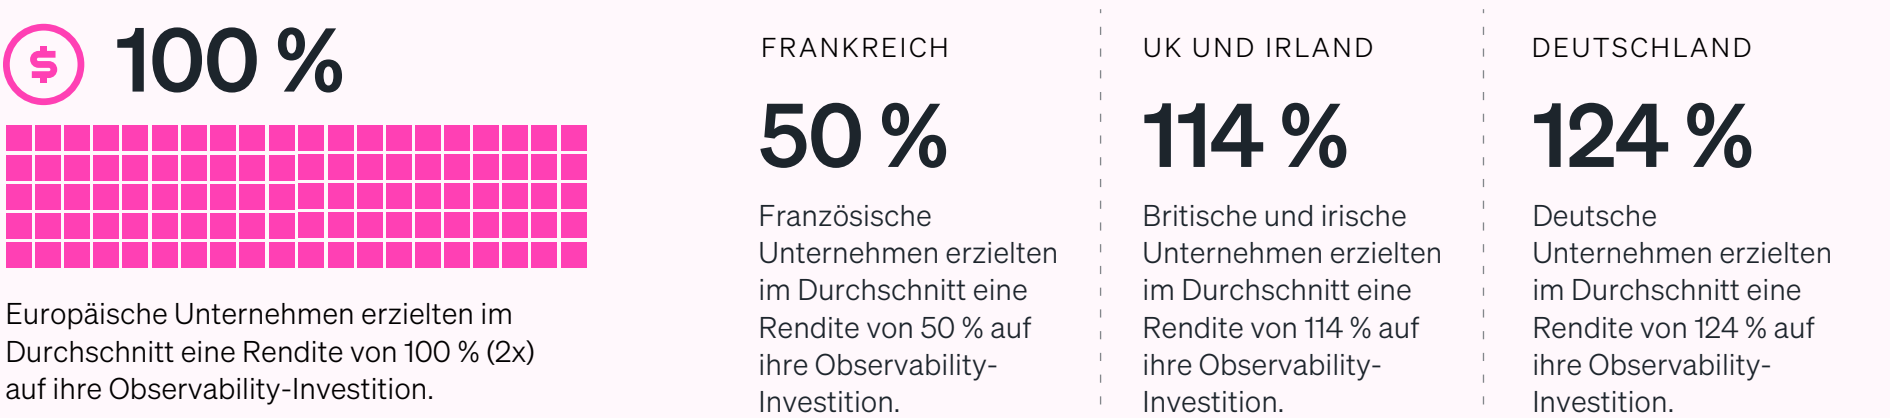 $ 100 %
Europäische Unternehmen erzielten im
Durchschnitt eine Rendite von 100 % (2x)
auf ihre Observability-Investition.
FRANKREICH
50 %
Französische
Unternehmen erzielten
im Durchschnitt eine
Rendite von 50 % auf
ihre Observability-
Investition.
UK UND IRLAND
114 %
Britische und irische
Unternehmen erzielten
im Durchschnitt eine
Rendite von 114 % auf
ihre Observability-
Investition.
DEUTSCHLAND
124 %
Deutsche
Unternehmen erzielten
im Durchschnitt eine
Rendite von 124 % auf
ihre Observability-
Investition.